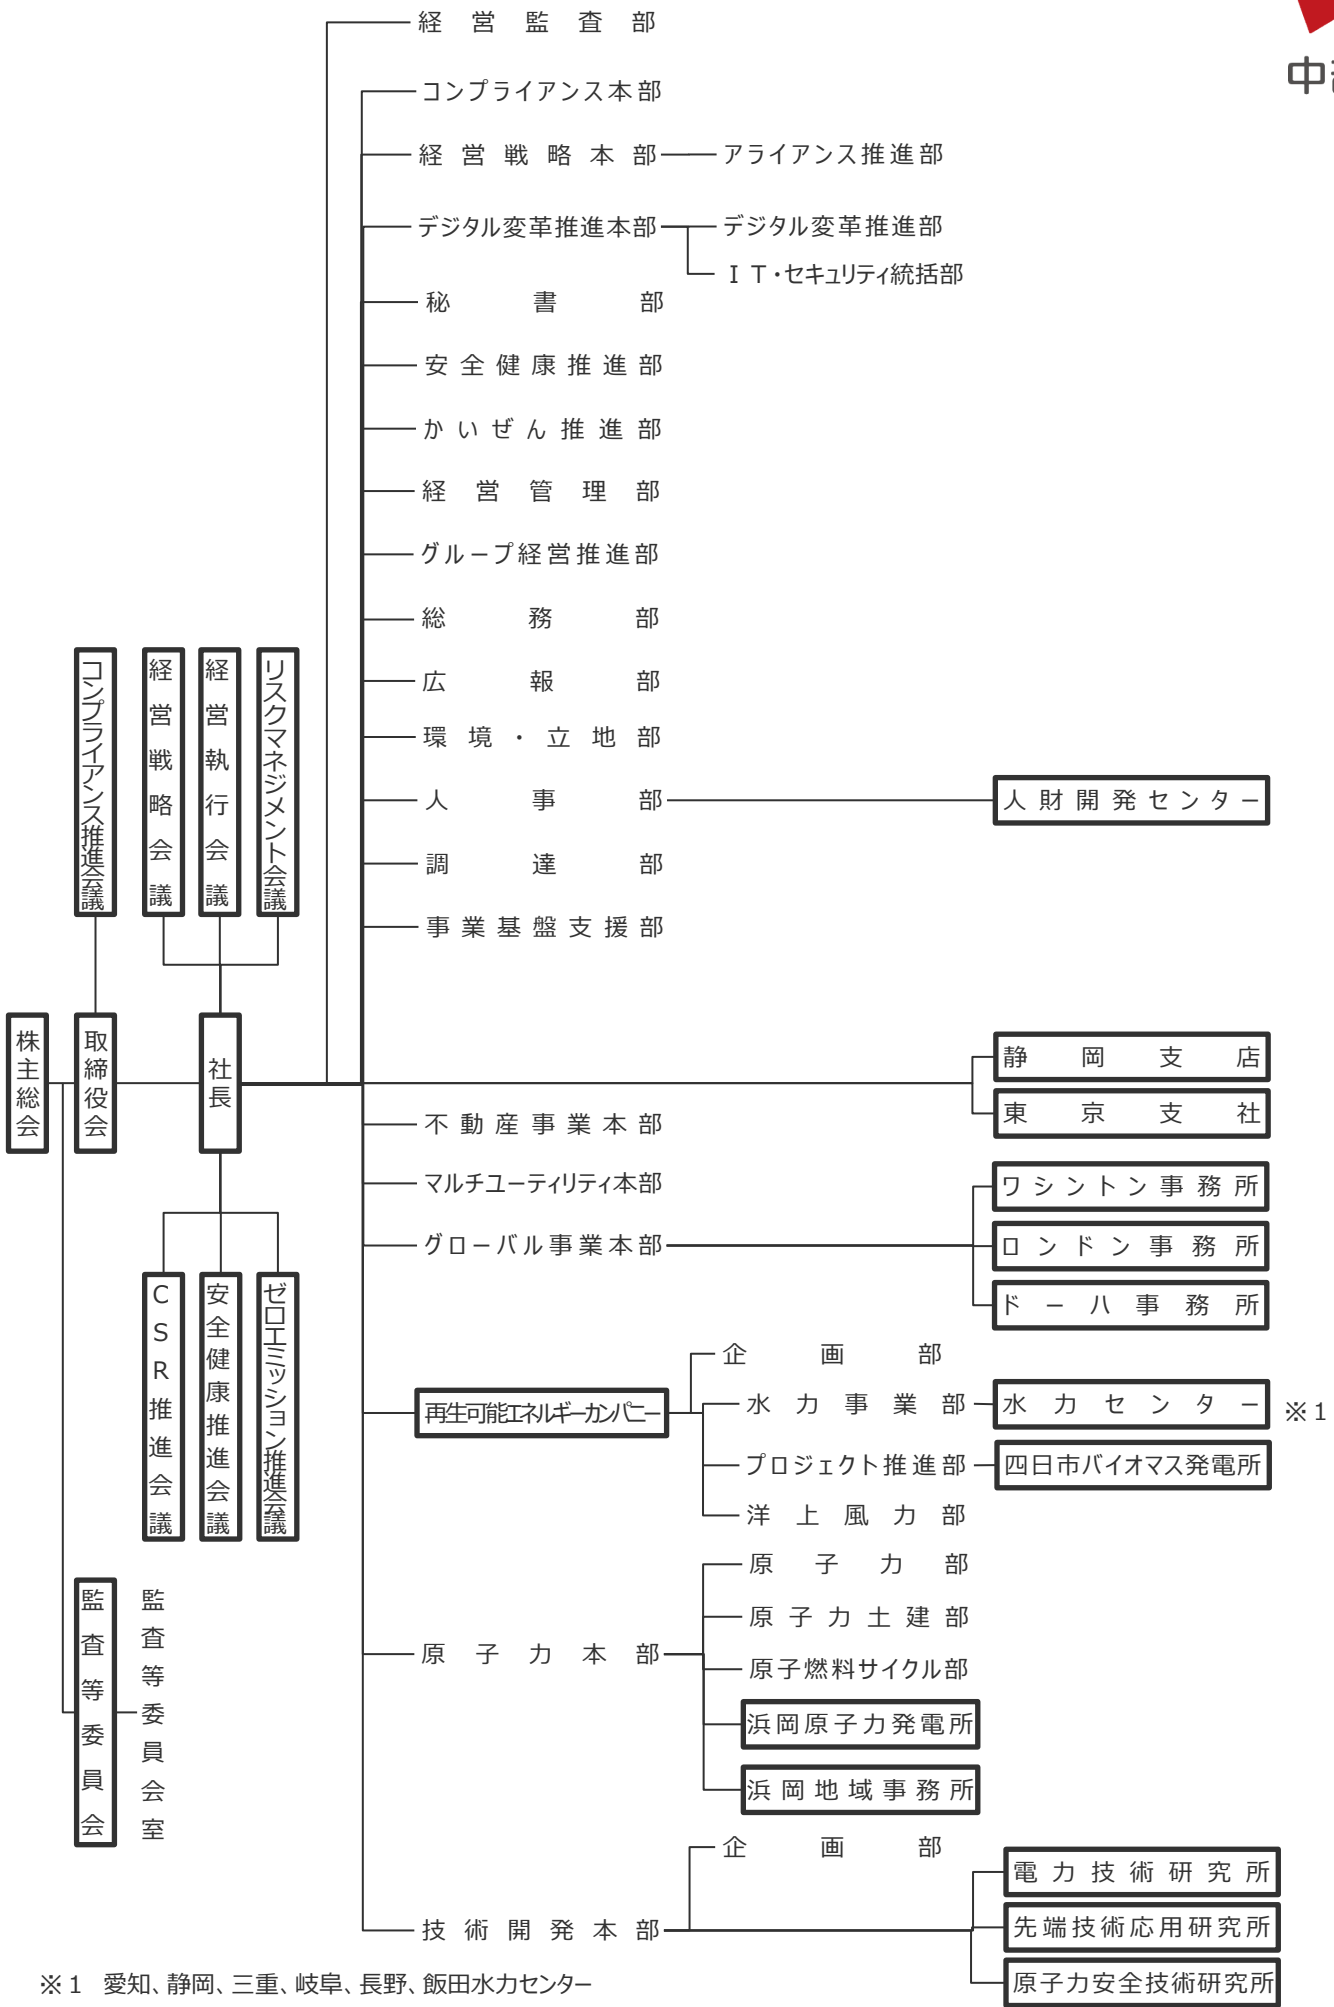 経営監査部
中部
コンプライアンス本部
経営戦略本部
アライアンス推進部
デジタル変革推進本部
デジタル変革推進部
ＩＴ・セキュリティ統括部
秘書部
安全健康推進部
かいぜん推進部
経営管理部
グループ経営推進部
総務部
広報部
環境・立地部
人事部
人財開発センター
調達部
事業基盤支援部
コンプライアンス推進会議
経営戦略会議
経営執行会議
リスクマネジメント会議
株主総会
取締役会
社長
静岡支店
東京支社
不動産事業本部
マルチユーティリティ本部
グローバル事業本部
ワシントン事務所
ロンドン事務所
ドーハ事務所
CSR推進会議
安全健康推進会議
ゼロエミッション推進会議
再生可能エネルギーカンパニー
企画部
水力事業部
水力センター
※1
プロジェクト推進部
四日市バイオマス発電所
洋上風力部
監査等委員会
監査等委員会室
原子力本部
原子力部
原子力土建部
原子燃料サイクル部
浜岡原子力発電所
浜岡地域事務所
技術開発本部
企画部
電力技術研究所
先端技術応用研究所
原子力安全技術研究所
※1　愛知、静岡、三重、岐阜、長野、飯田水力センター